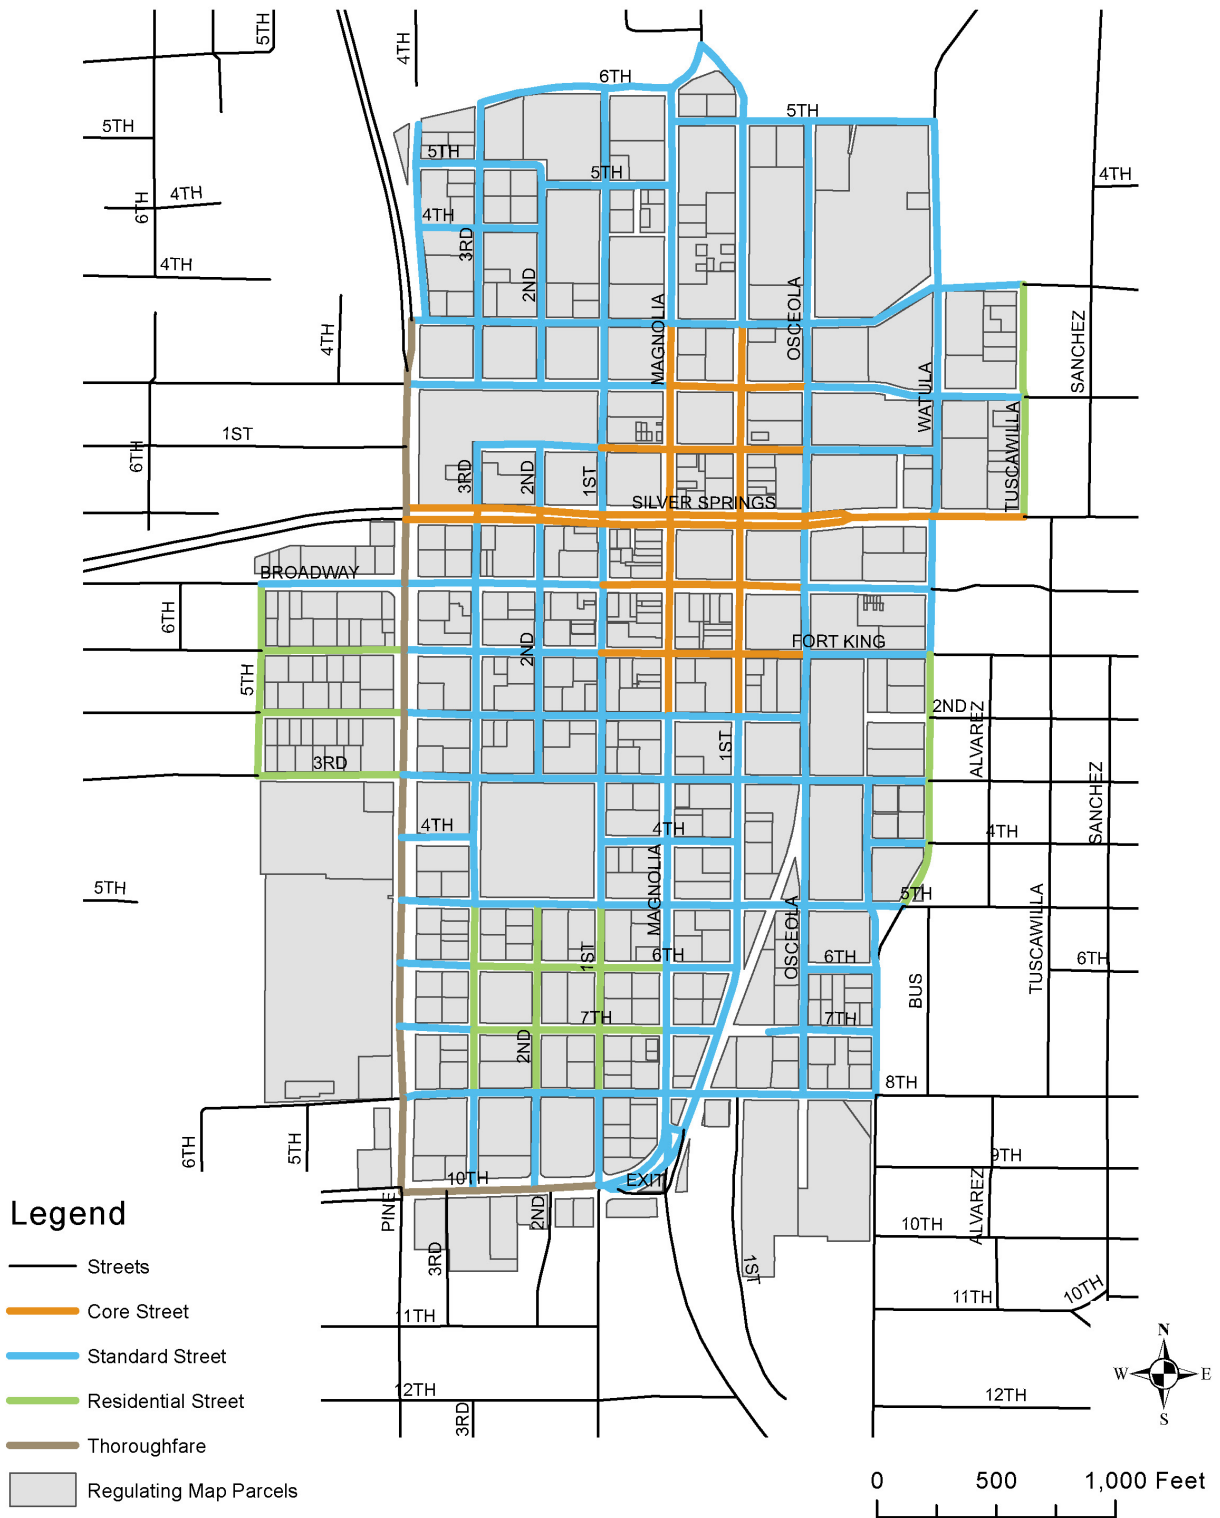 5TH
4TH
6TH
5TH
5TH
5TH
5TH
4TH
4TH
6TH
4TH
3RD
4TH
2ND
OSCEOLA
MAGNOLIA
4TH
SANCHEZ
WATULA
TUSCAWILLA
1ST
6TH
3RD
2ND
1ST
SILVER SPRINGS
BROADWAY
6TH
2ND
FORT KING
5TH
2ND
ALVAREZ
1ST
3RD
SANCHEZ
4TH
4TH
4TH
MAGNOLIA
5TH
5TH
OSCEOLA
TUSCAWILLA
1ST
6TH
6TH
6TH
BUS
7TH
7TH
2ND
8TH
6TH
5TH
9TH
10TH
EXIT
ALVAREZ
PINE
2ND
10TH
3RD
1ST
11TH
10TH
11TH
12TH
12TH
3RD
Legend
Streets
Core Street
Standard Street
Residential Street
Thoroughfare
Regulating Map Parcels
N
W E
S
0 500 1,000 Feet